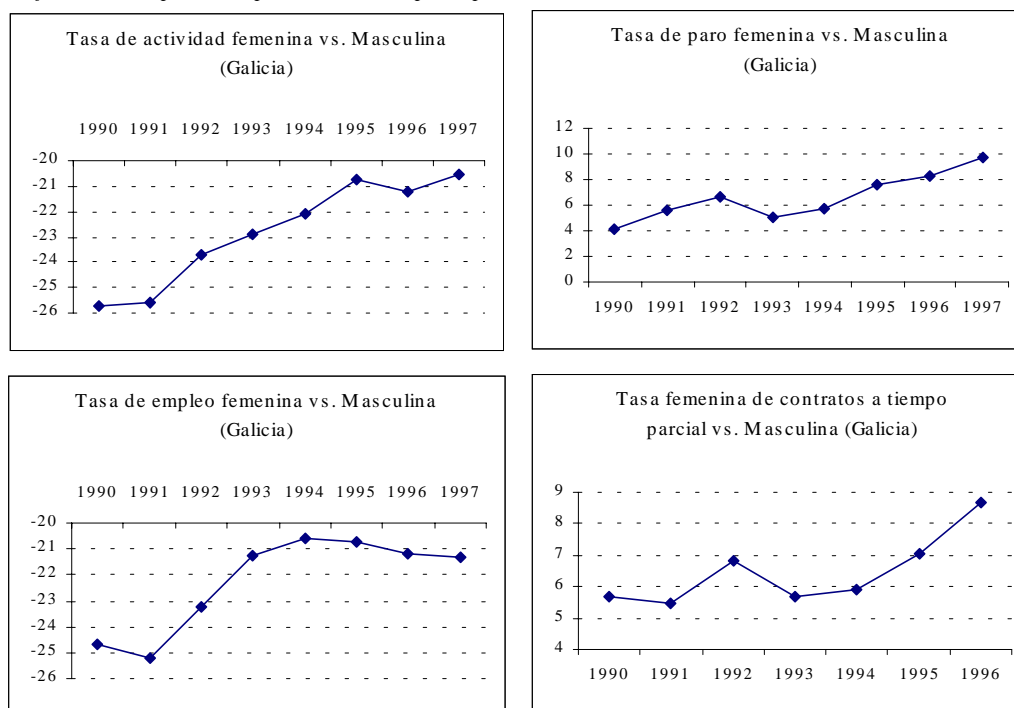 Tasa de actividad femenina vs. Masculina
(Galicia)
1990 1991 1992 1993 1994 1995 1996 1997
-20
-21
-22
-23
-24
-25
-26
Tasa de paro femenina vs. Masculina
(Galicia)
12
10
8
6
4
2
0
1990 1991 1992 1993 1994 1995 1996 1997
Tasa de empleo femenina vs. Masculina
(Galicia)
1990 1991 1992 1993 1994 1995 1996 1997
-20
-21
-22
-23
-24
-25
-26
Tasa femenina de contratos a tiempo
parcial vs. Masculina (Galicia)
9
8
7
6
5
4
1990 1991 1992 1993 1994 1995 1996